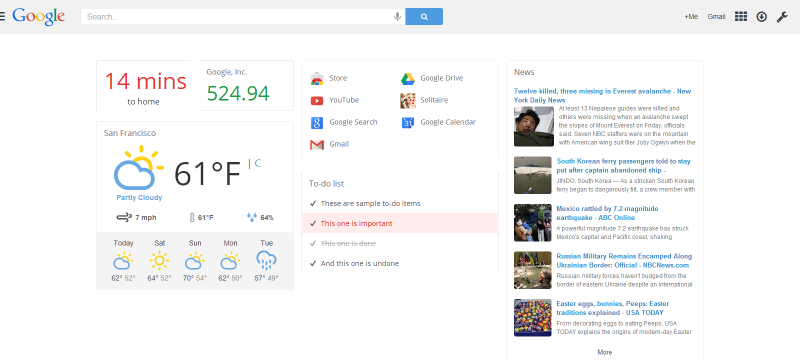 Google
Search...
+Me
Gmail
14 mins
to home
Google, Inc.
524.94
San Francisco
61°F | C
Partly Cloudy
7 mph
61°F
64%
Today Sat Sun Mon Tue
62° 52° 64° 52° 70° 54° 62° 50° 57° 49°
Store
Google Drive
YouTube
Solitaire
Google Search
Google Calendar
Gmail
To-do list
These are sample to-do items
This one is important
This one is done
And this one is undone
News
Twelve killed, three missing in Everest avalanche - New
York Daily News
At least 13 Nepalese guides were killed and
others were missing when an avalanche swept
the slopes of Mount Everest on Friday, officials
said. Seven NBC staffers were on the mountain
with American wing suit flier Joby Ogwyn when the
South Korean ferry passengers told to stay
put after captain abandoned ship -
JINDO, South Korea — As a stricken South Korean
ferry began to dangerously tilt, a crew member with
Mexico rattled by 7.2-magnitude
earthquake - ABC Online
A powerful magnitude 7.2 earthquake has struck
Mexico's capital and Pacific coast, shaking
Russian Military Remains Encamped Along
Ukrainian Border: Official - NBCNews.com
Russian military forces haven't budged from the
border of eastern Ukraine despite an international
Easter eggs, bunnies, Peeps: Easter
traditions explained - USA TODAY
From decorating eggs to eating Peeps, USA
TODAY explains the origins of modern-day Easter
More